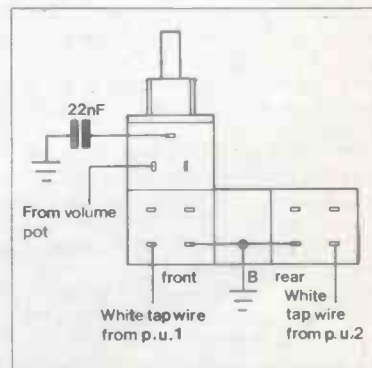 22nF
From volume
pot
front B rear
White tap wire
from p.u.1
White
tap wire
from p.u.2